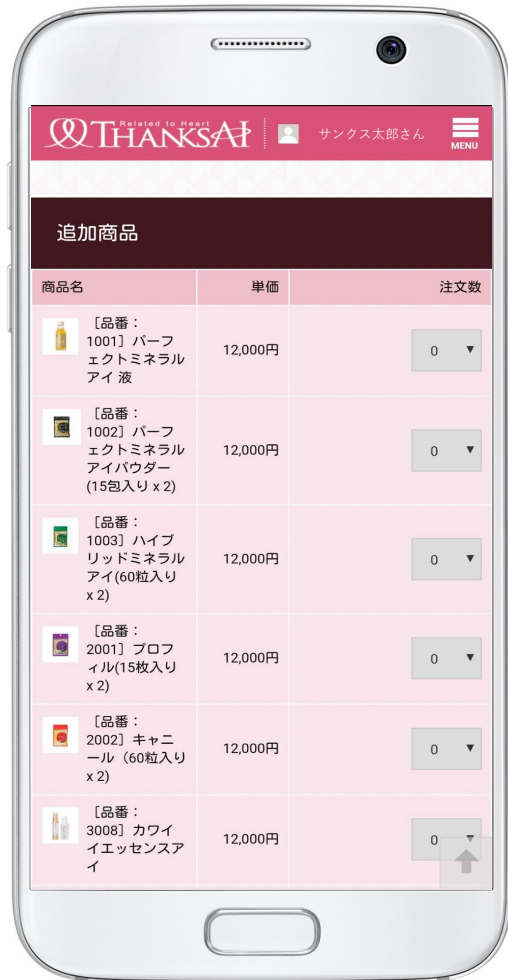 Related to Heart
THANKSAI
サンクス太郎さん
MENU
追加商品
商品名 単価 注文数
［品番：
1001］パーフ
ェクトミネラル
アイ 液
12,000円
0 ▼
［品番：
1002］パーフ
ェクトミネラル
アイパウダー
(15包入り x 2)
12,000円
0 ▼
［品番：
1003］ハイブ
リッドミネラル
アイ(60粒入り
x 2)
12,000円
0 ▼
［品番：
2001］プロフ
ィル(15枚入り
x 2)
12,000円
0 ▼
［品番：
2002］キャニ
ール（60粒入り
x 2)
12,000円
0 ▼
［品番：
3008］カワイ
イエッセンスア
イ
12,000円
0 ▼